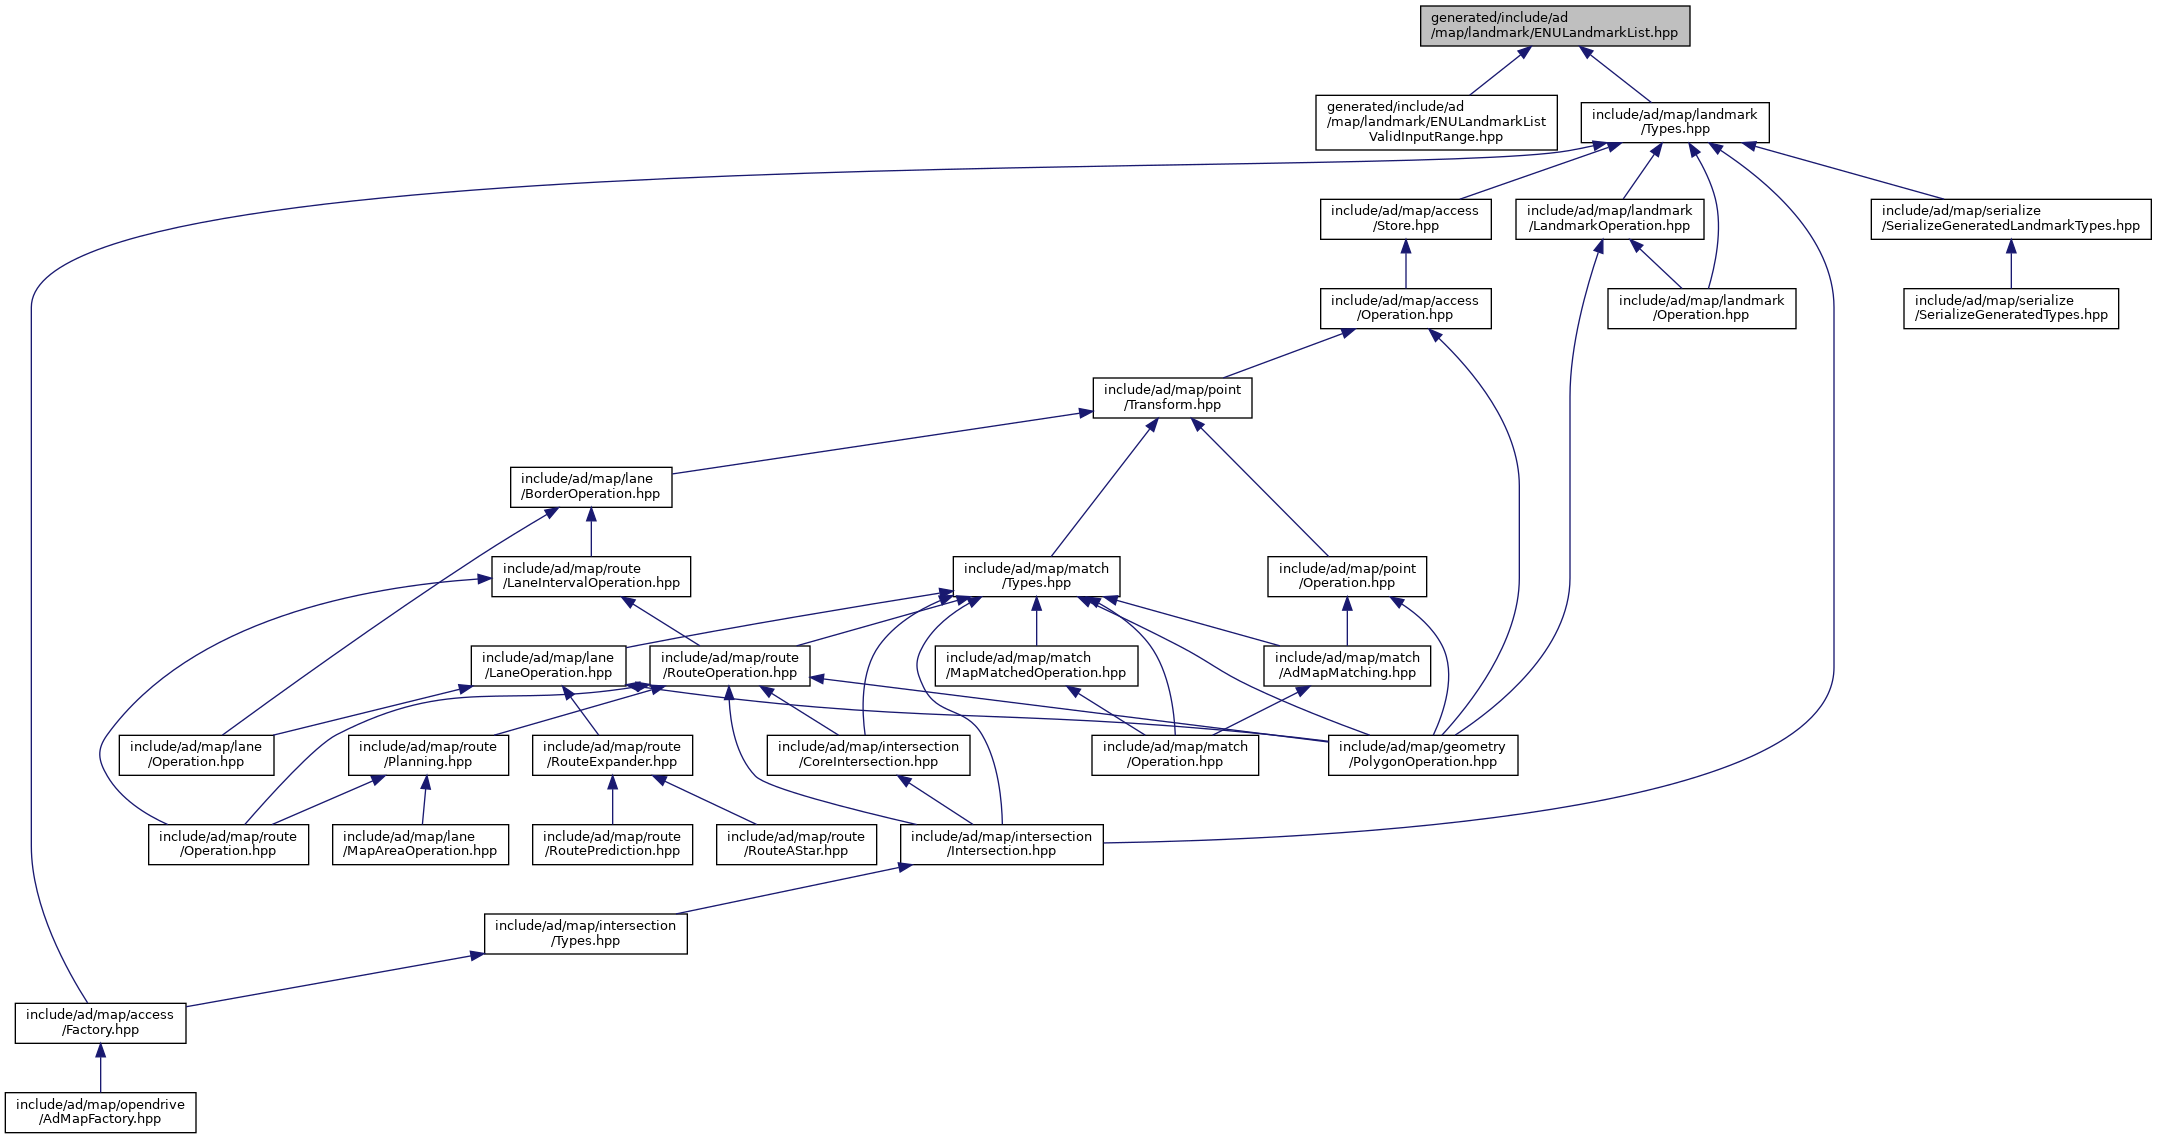 generated/include/ad
/map/landmark/ENULandmarkList.hpp
generated/include/ad
/map/landmark/ENULandmarkList
ValidInputRange.hpp
include/ad/map/landmark
/Types.hpp
include/ad/map/access
/Store.hpp
include/ad/map/landmark
/LandmarkOperation.hpp
include/ad/map/serialize
/SerializeGeneratedLandmarkTypes.hpp
include/ad/map/access
/Operation.hpp
include/ad/map/landmark
/Operation.hpp
include/ad/map/serialize
/SerializeGeneratedTypes.hpp
include/ad/map/point
/Transform.hpp
include/ad/map/lane
/BorderOperation.hpp
include/ad/map/route
/LaneIntervalOperation.hpp
include/ad/map/match
/Types.hpp
include/ad/map/point
/Operation.hpp
include/ad/map/lane
/LaneOperation.hpp
include/ad/map/route
/RouteOperation.hpp
include/ad/map/match
/MapMatchedOperation.hpp
include/ad/map/match
/AdMapMatching.hpp
include/ad/map/lane
/Operation.hpp
include/ad/map/route
/Planning.hpp
include/ad/map/route
/RouteExpander.hpp
include/ad/map/intersection
/CoreIntersection.hpp
include/ad/map/match
/Operation.hpp
include/ad/map/geometry
/PolygonOperation.hpp
include/ad/map/route
/Operation.hpp
include/ad/map/lane
/MapAreaOperation.hpp
include/ad/map/route
/RoutePrediction.hpp
include/ad/map/route
/RouteAStar.hpp
include/ad/map/intersection
/Intersection.hpp
include/ad/map/intersection
/Types.hpp
include/ad/map/access
/Factory.hpp
include/ad/map/opendrive
/AdMapFactory.hpp